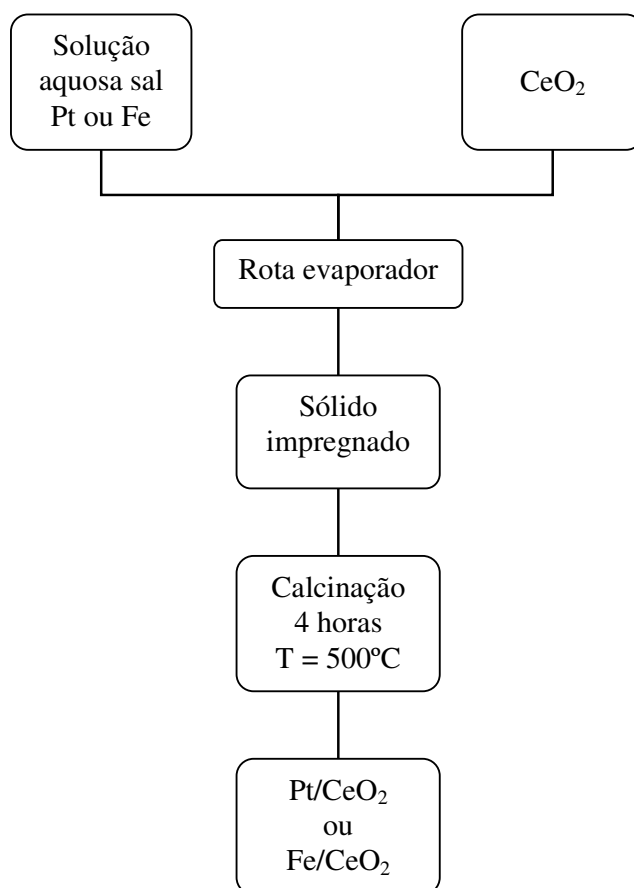 Solução
aquosa sal
Pt ou Fe
CeO₂
Rota evaporador
Sólido
impregnado
Calcinação
4 horas
T = 500ºC
Pt/CeO₂
ou
Fe/CeO₂